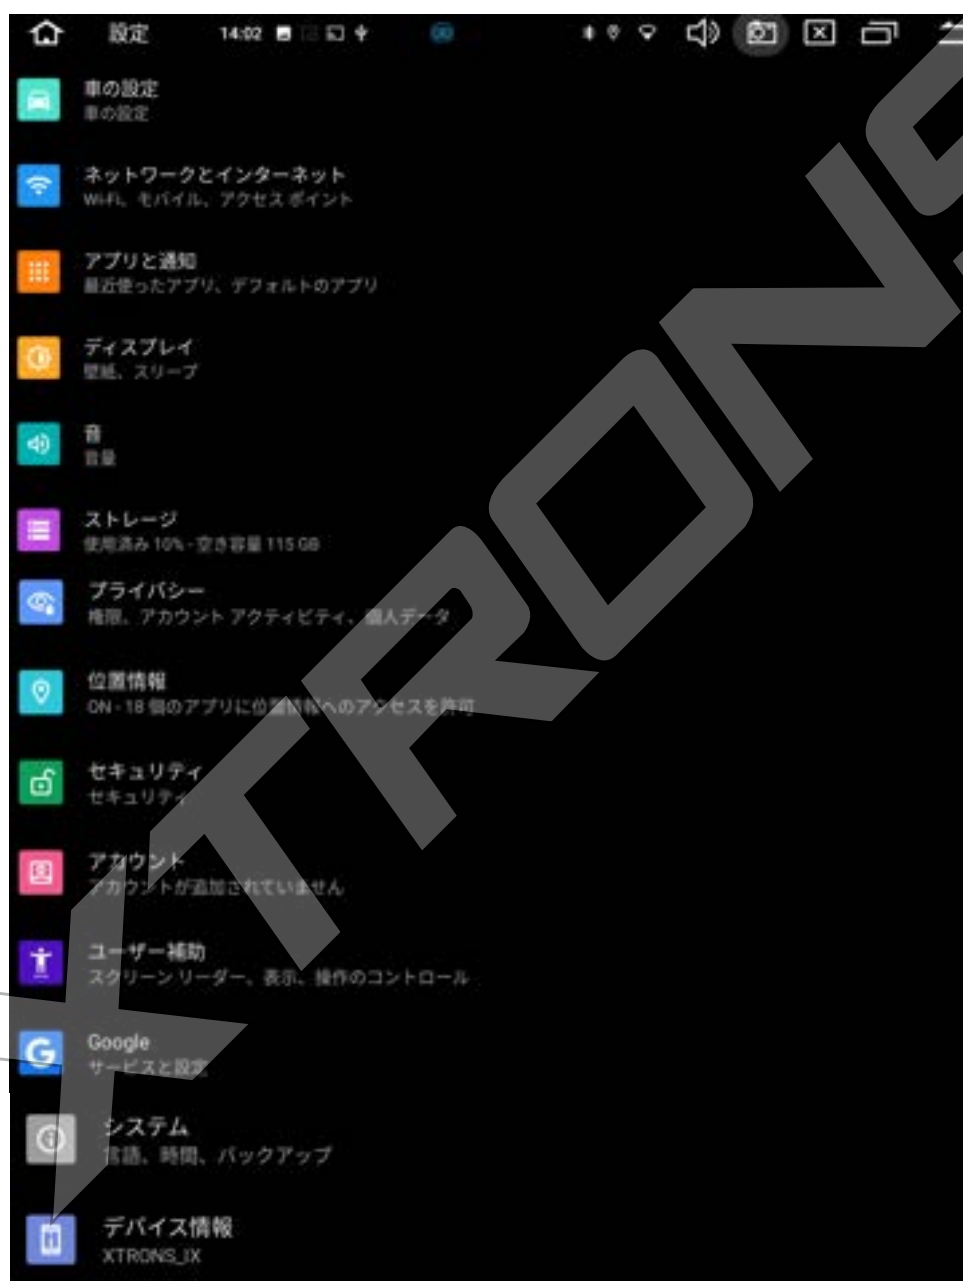 設定 14:02
車の設定
車の設定
ネットワークとインターネット
Wi-Fi、モバイル、アクセス ポイント
アプリと通知
最近使ったアプリ、デフォルトのアプリ
ディスプレイ
壁紙、スリープ
音
音量
ストレージ
使用済み 10% - 空き容量 115 GB
プライバシー
権限、アカウント アクティビティ、個人データ
位置情報
ON - 18 個のアプリに位置情報へのアクセスを許可
セキュリティ
セキュリティ
アカウント
アカウントが追加されていません
ユーザー補助
スクリーン リーダー、表示、操作のコントロール
Google
サービスと設定
システム
言語、時間、バックアップ
デバイス情報
XTRONS_IX
XTRONS